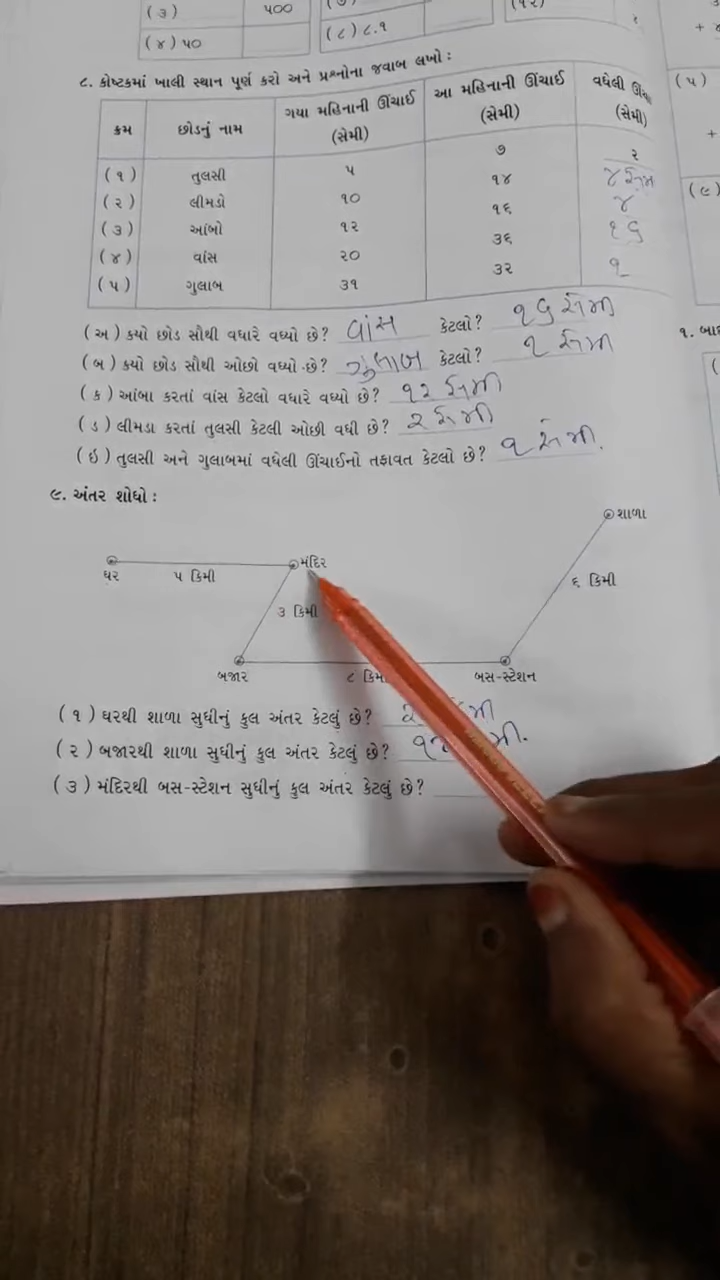 (૩) ૫૦૦
(૪) ૫૦ (૮) ૮.૧
૮. કોષ્ટકમાં ખાલી સ્થાન પૂર્ણ કરો અને પ્રશ્નોના જવાબ લખો :
ક્રમ છોડનું નામ ગયા મહિનાની ઊંચાઈ (સેમી) આ મહિનાની ઊંચાઈ (સેમી) વધેલી (સેમી)
(૧) તુલસી ૫ ૭ ૨
(૨) લીમડો ૧૦ ૧૪ ૪ સેમી
(૩) આંબો ૧૨ ૧૬ ૪
(૪) વાંસ ૨૦ ૩૬ ૧૬
(૫) ગુલાબ ૩૧ ૩૨ ૧
(અ) ક્યો છોડ સૌથી વધારે વધ્યો છે? વાંસ કેટલો? ૧૬ સેમી
(બ) ક્યો છોડ સૌથી ઓછો વધ્યો છે? ગુલાબ કેટલો? ૧ સેમી
(ક) આંબા કરતાં વાંસ કેટલો વધારે વધ્યો છે? ૧૨ સેમી
(ડ) લીમડા કરતાં તુલસી કેટલી ઓછી વધી છે? ૨ સેમી
(ઇ) તુલસી અને ગુલાબમાં વધેલી ઊંચાઈનો તફાવત કેટલો છે? ૧ સેમી.
૯. અંતર શોધો :
શાળા
મંદિર
ઘર ૫ કિમી ૬ કિમી
૩ કિમી
બજાર ૮ બસ-સ્ટેશન
(૧) ઘરથી શાળા સુધીનું કુલ અંતર કેટલું છે?
(૨) બજારથી શાળા સુધીનું કુલ અંતર કેટલું છે?
(૩) મંદિરથી બસ-સ્ટેશન સુધીનું કુલ અંતર કેટલું છે?